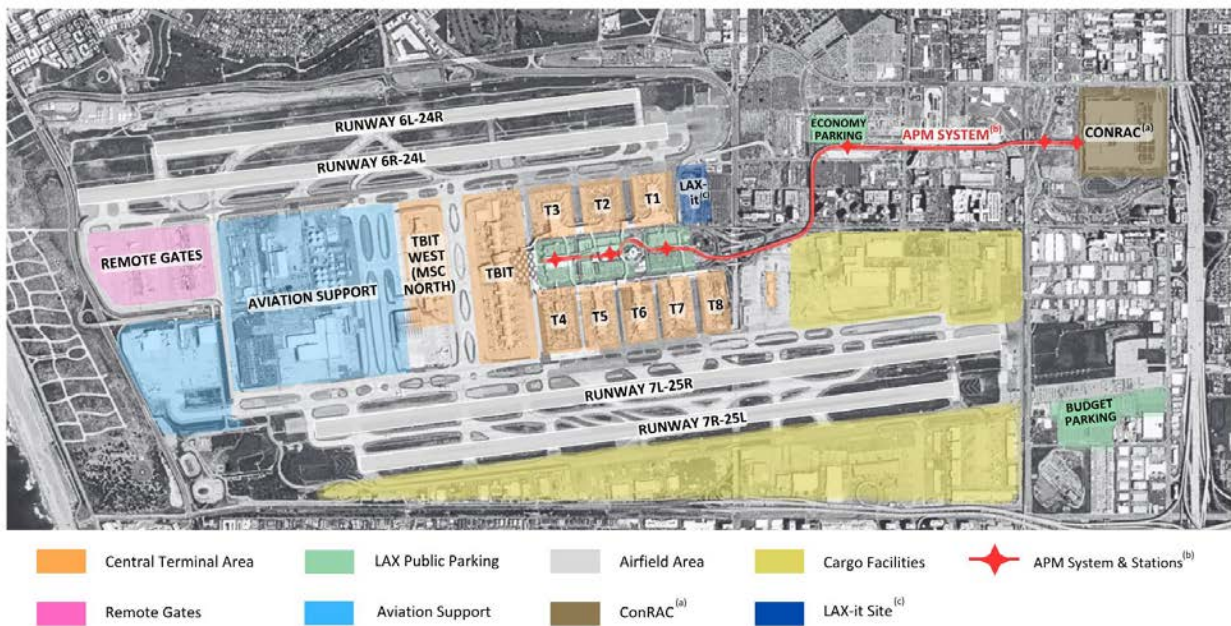 RUNWAY 6L-24R
RUNWAY 6R-24L
ECONOMY
PARKING
APM SYSTEM(b)
CONRAC(a)
T3
T2
T1
LAX-
it(c)
REMOTE GATES
AVIATION SUPPORT
TBIT
WEST
(MSC
NORTH)
TBIT
T4
T5
T6
T7
T8
RUNWAY 7L-25R
RUNWAY 7R-25L
BUDGET
PARKING
Central Terminal Area
LAX Public Parking
Airfield Area
Cargo Facilities
APM System & Stations(b)
Remote Gates
Aviation Support
ConRAC(a)
LAX-it Site(c)